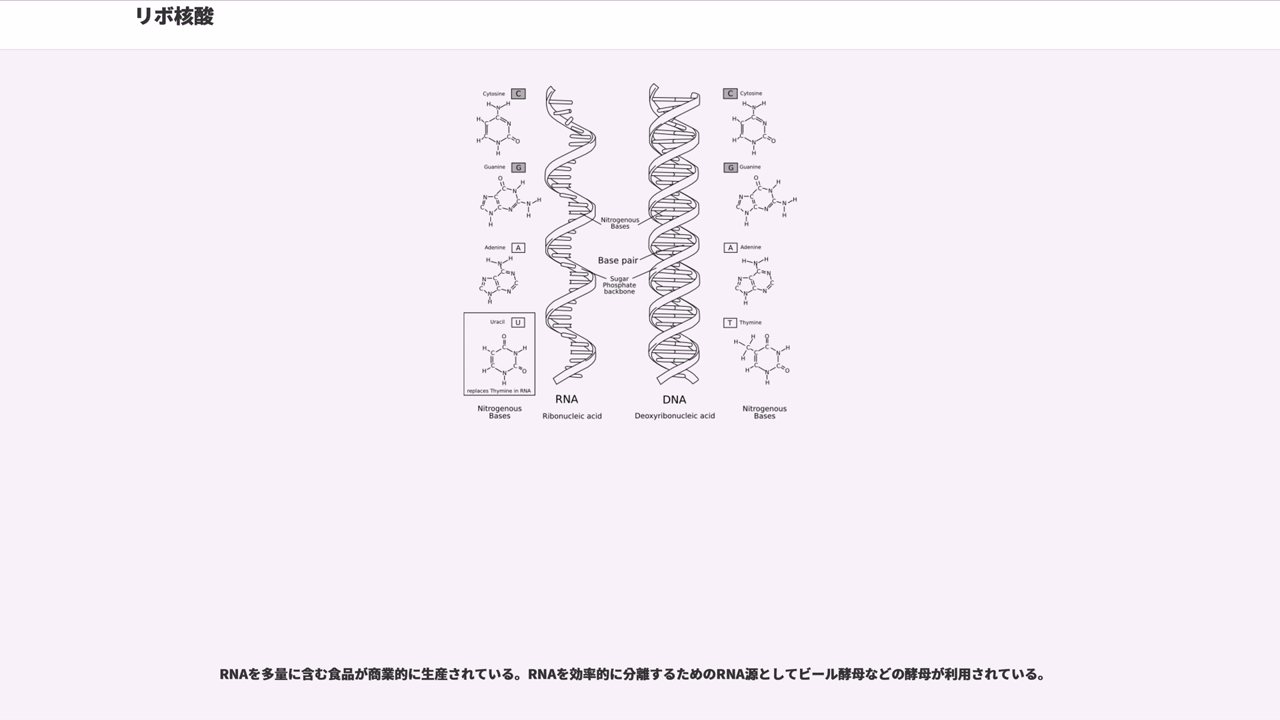 リボ核酸
Cytosine C
C Cytosine
Guanine G
G Guanine
Nitrogenous
Bases
Adenine A
A Adenine
Base pair
Sugar
Phosphate
backbone
Uracil U
T Thymine
replaces Thymine in RNA
RNA
DNA
Nitrogenous
Bases
Ribonucleic acid
Deoxyribonucleic acid
Nitrogenous
Bases
RNAを多量に含む食品が商業的に生産されている。RNAを効率的に分離するためのRNA源としてビール酵母などの酵母が利用されている。